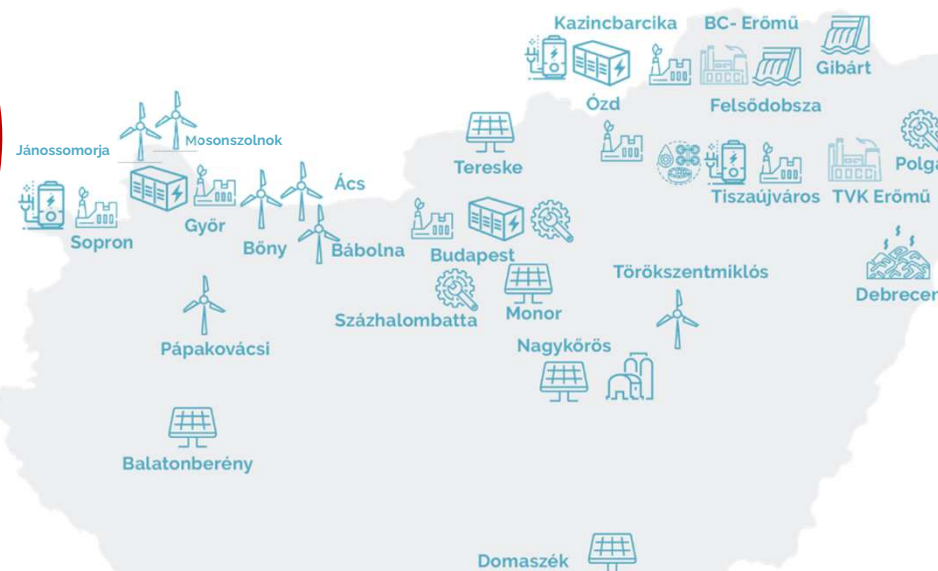 Kazincbarcika
BC- Erőmű
Gibárt
Ózd
Felsődobsza
Mosonszolnok
Jánossomorja
Tereske
Polga
Ács
Tiszaújváros
TVK Erőmű
Győr
Sopron
Bőny
Bábolna
Budapest
Törökszentmiklós
Debrecen
Százhalombatta
Monor
Nagykőrös
Pápakovácsi
Balatonberény
Domaszék